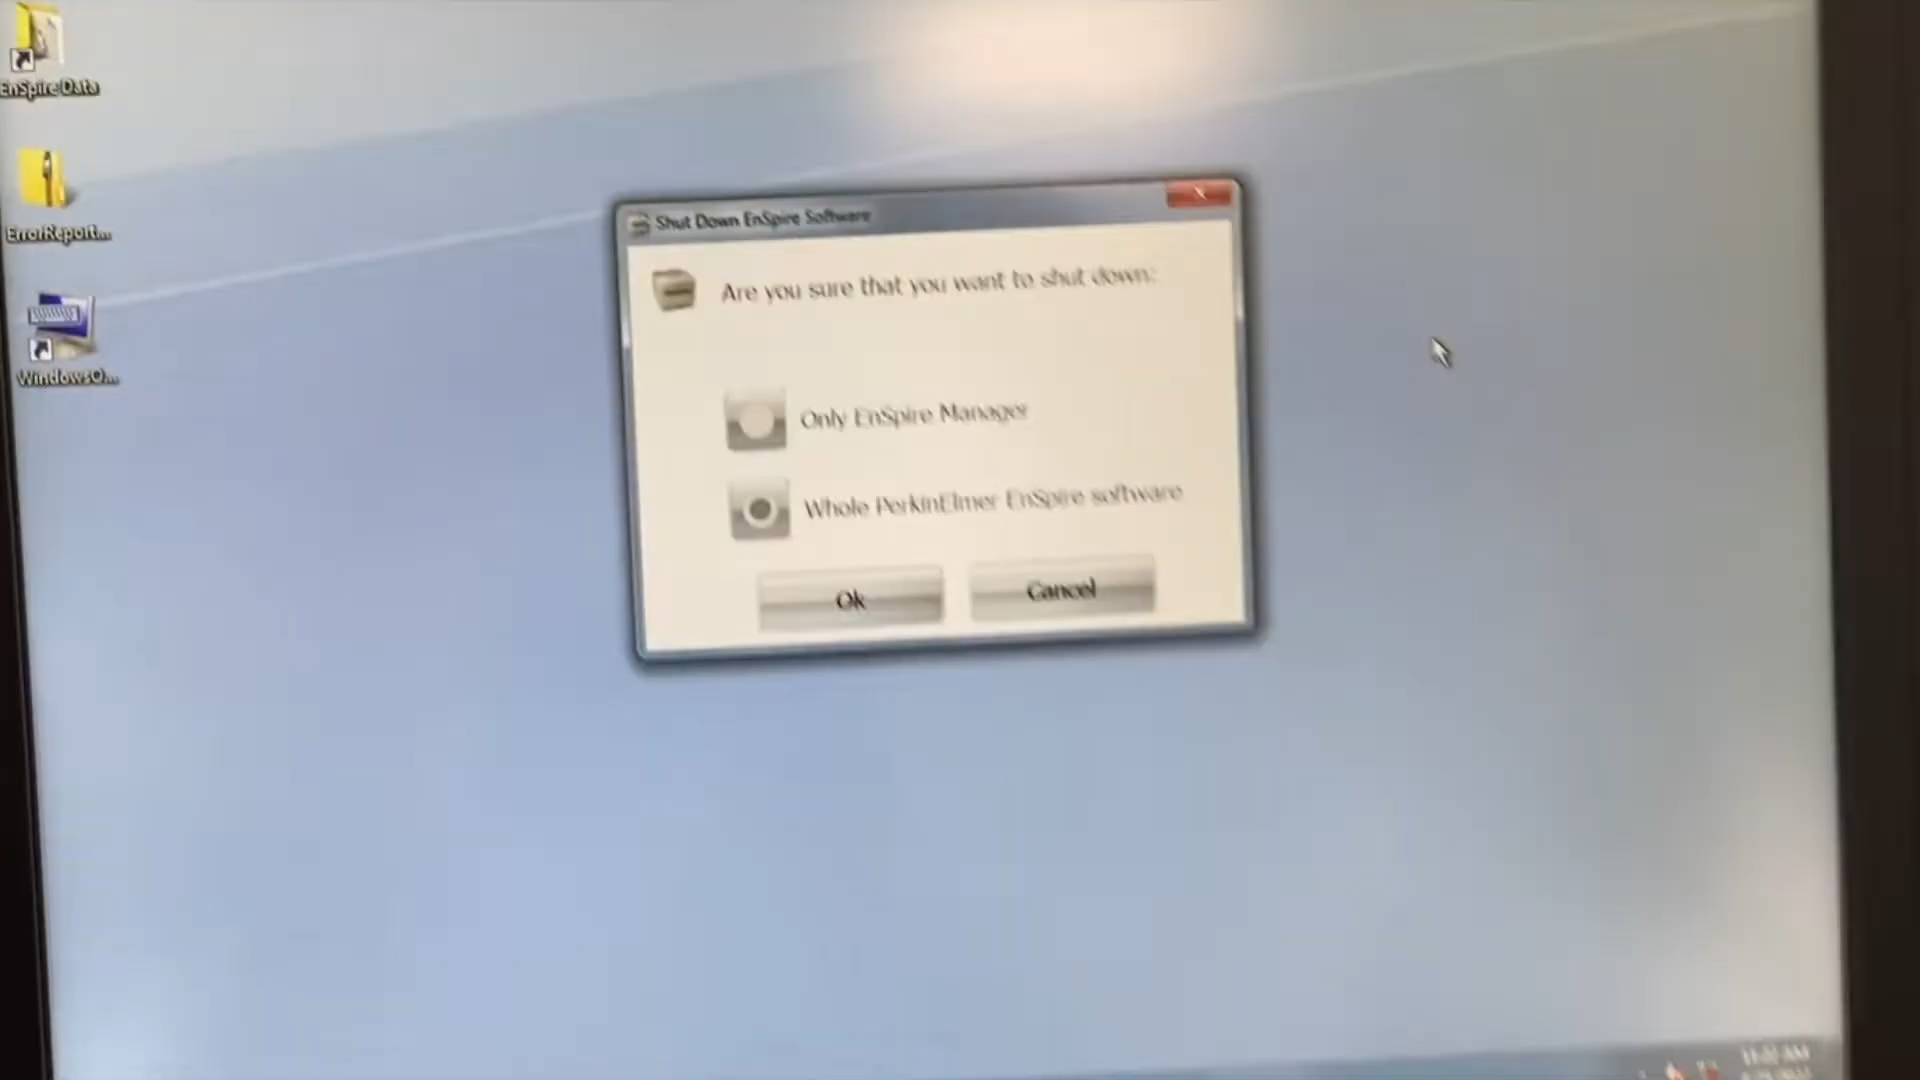 EnSpire Data
ErrorReport...
WindowsO...
Shut Down EnSpire Software
Are you sure that you want to shut down:
Only EnSpire Manager
Whole PerkinElmer EnSpire software
Ok
Cancel